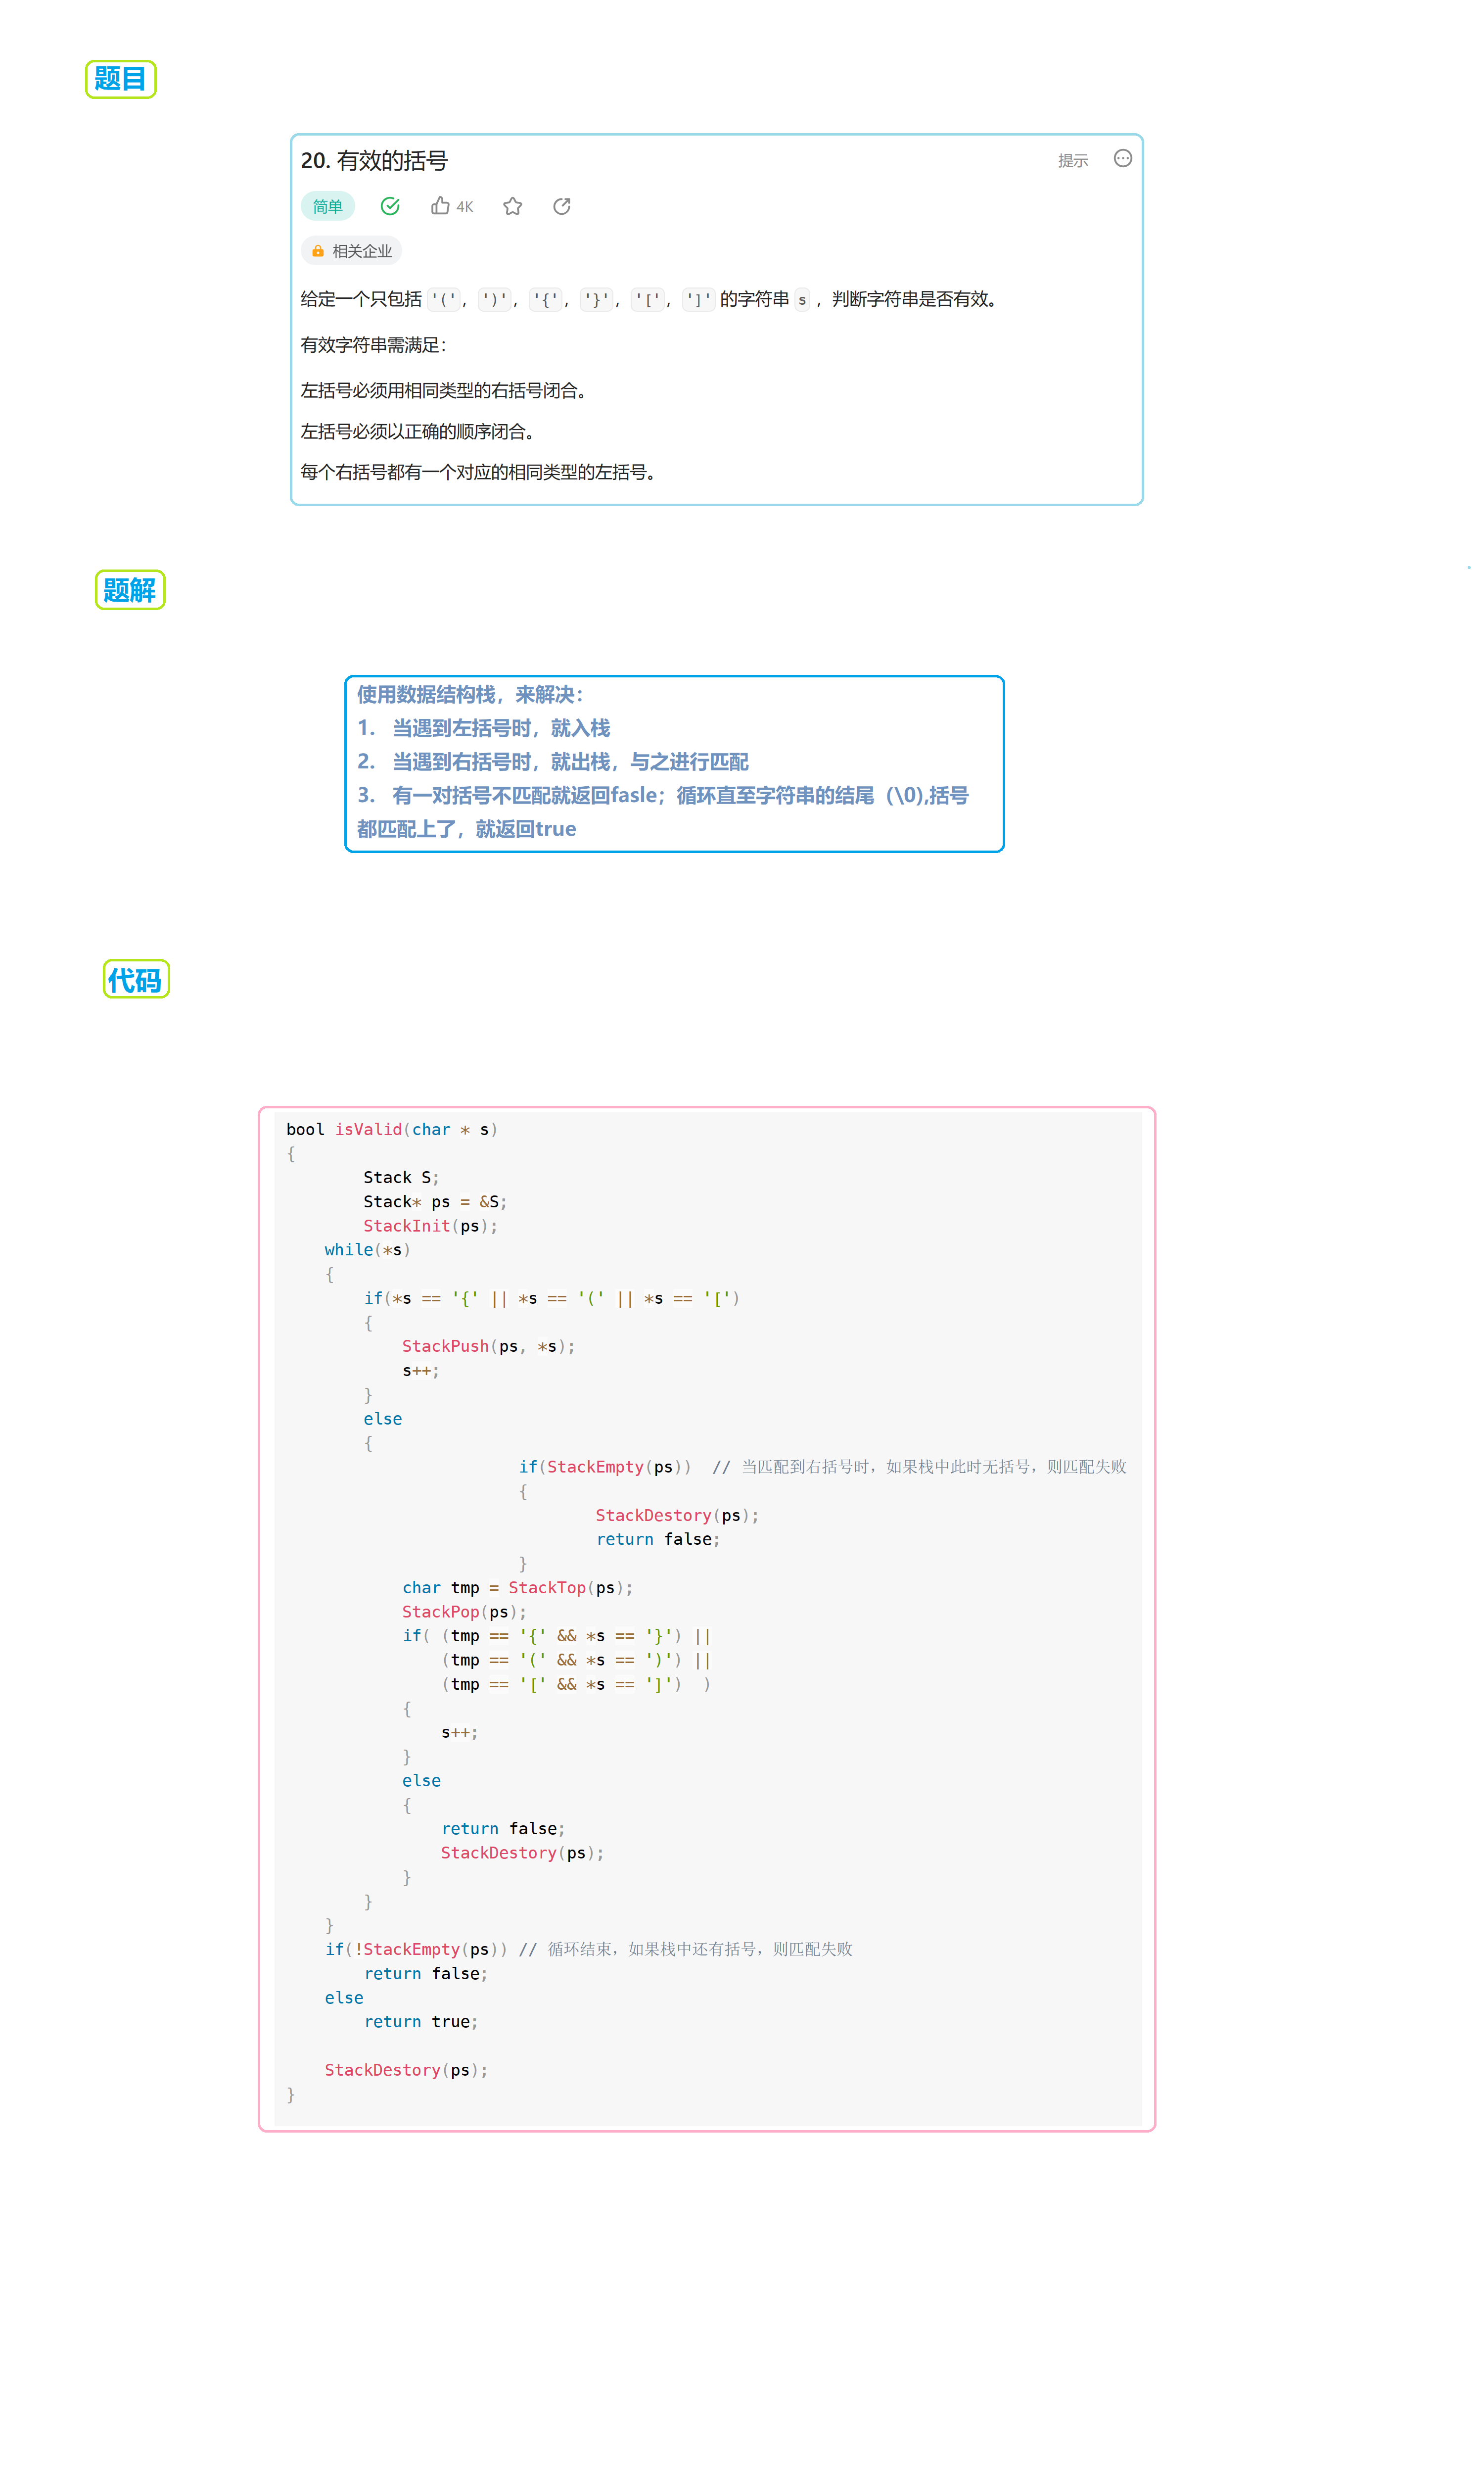 题目
20. 有效的括号 提示
简单 4K
相关企业
给定一个只包括 '(', ')', '{', '}', '[', ']' 的字符串 s ，判断字符串是否有效。
有效字符串需满足：
左括号必须用相同类型的右括号闭合。
左括号必须以正确的顺序闭合。
每个右括号都有一个对应的相同类型的左括号。
题解
使用数据结构栈，来解决：
1. 当遇到左括号时，就入栈
2. 当遇到右括号时，就出栈，与之进行匹配
3. 有一对括号不匹配就返回fasle；循环直至字符串的结尾（\0),括号
都匹配上了，就返回true
代码
bool isValid(char * s)
{
Stack S;
Stack* ps = &S;
StackInit(ps);
while(*s)
{
if(*s == '{' || *s == '(' || *s == '[')
{
StackPush(ps, *s);
s++;
}
else
{
if(StackEmpty(ps)) // 当匹配到右括号时，如果栈中此时无括号，则匹配失败
{
StackDestory(ps);
return false;
}
char tmp = StackTop(ps);
StackPop(ps);
if( (tmp == '{' && *s == '}') ||
(tmp == '(' && *s == ')') ||
(tmp == '[' && *s == ']') )
{
s++;
}
else
{
return false;
StackDestory(ps);
}
}
}
if(!StackEmpty(ps)) // 循环结束，如果栈中还有括号，则匹配失败
return false;
else
return true;
StackDestory(ps);
}